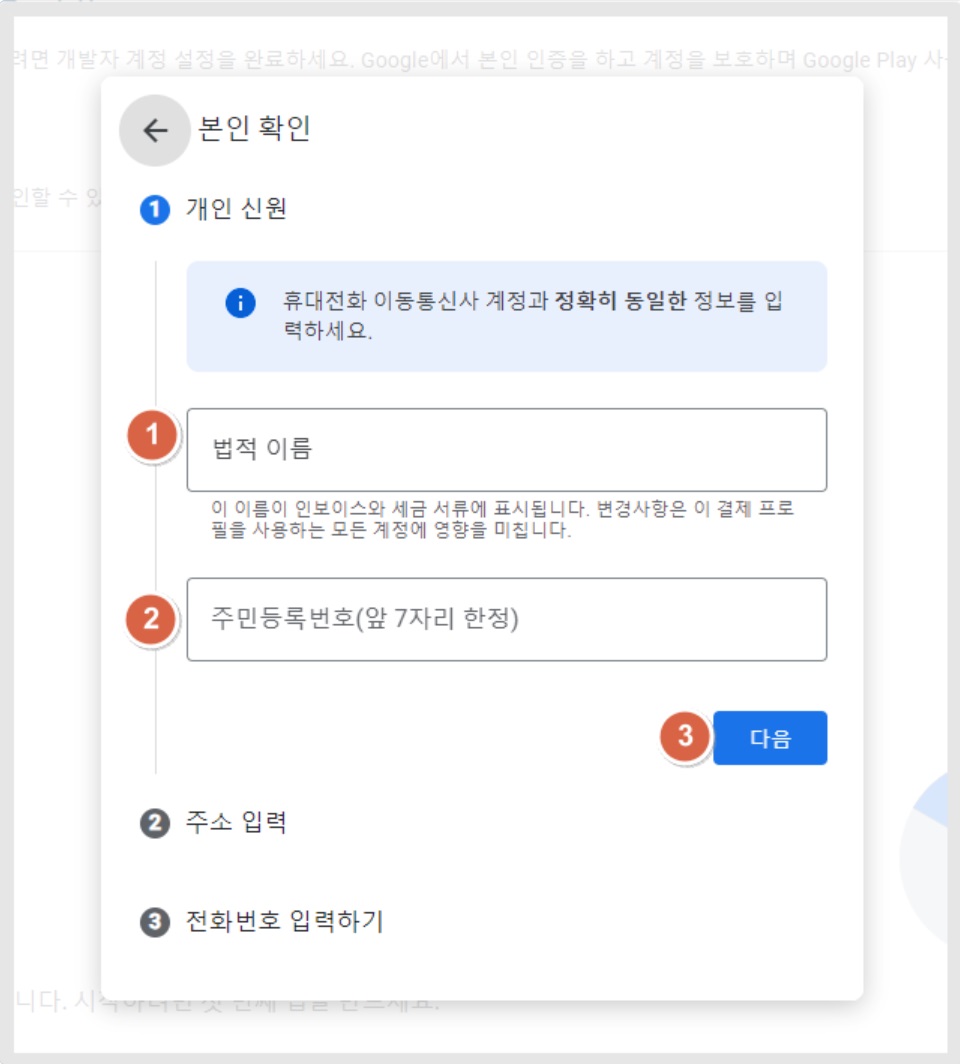 려면 개발자 계정 설정을 완료하세요. Google에서 본인 인증을 하고 계정을 보호하며 Google Play 사
본인 확인
인할 수 있
1 개인 신원
휴대전화 이동통신사 계정과 정확히 동일한 정보를 입
력하세요.
1
법적 이름
이 이름이 인보이스와 세금 서류에 표시됩니다. 변경사항은 이 결제 프로
필을 사용하는 모든 계정에 영향을 미칩니다.
2
주민등록번호(앞 7자리 한정)
3 다음
2 주소 입력
3 전화번호 입력하기
니다.